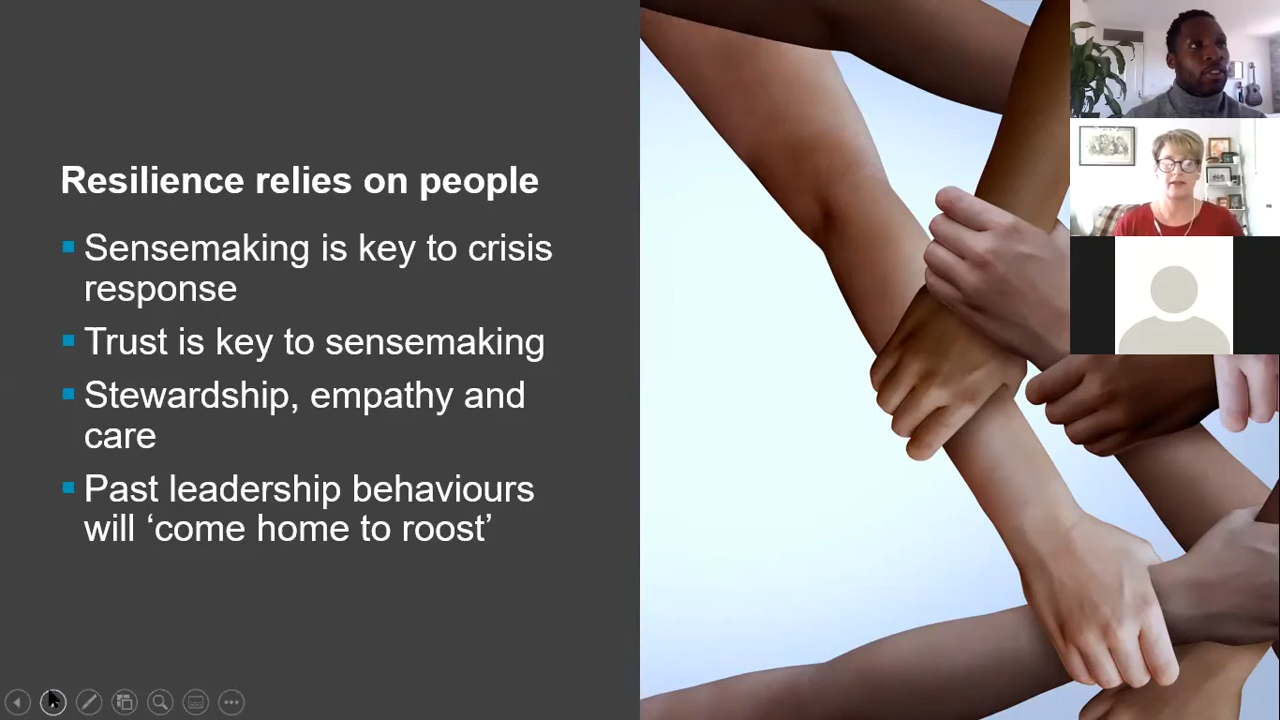 Resilience relies on people
Sensemaking is key to crisis
response
Trust is key to sensemaking
Stewardship, empathy and
care
Past leadership behaviours
will ‘come home to roost’